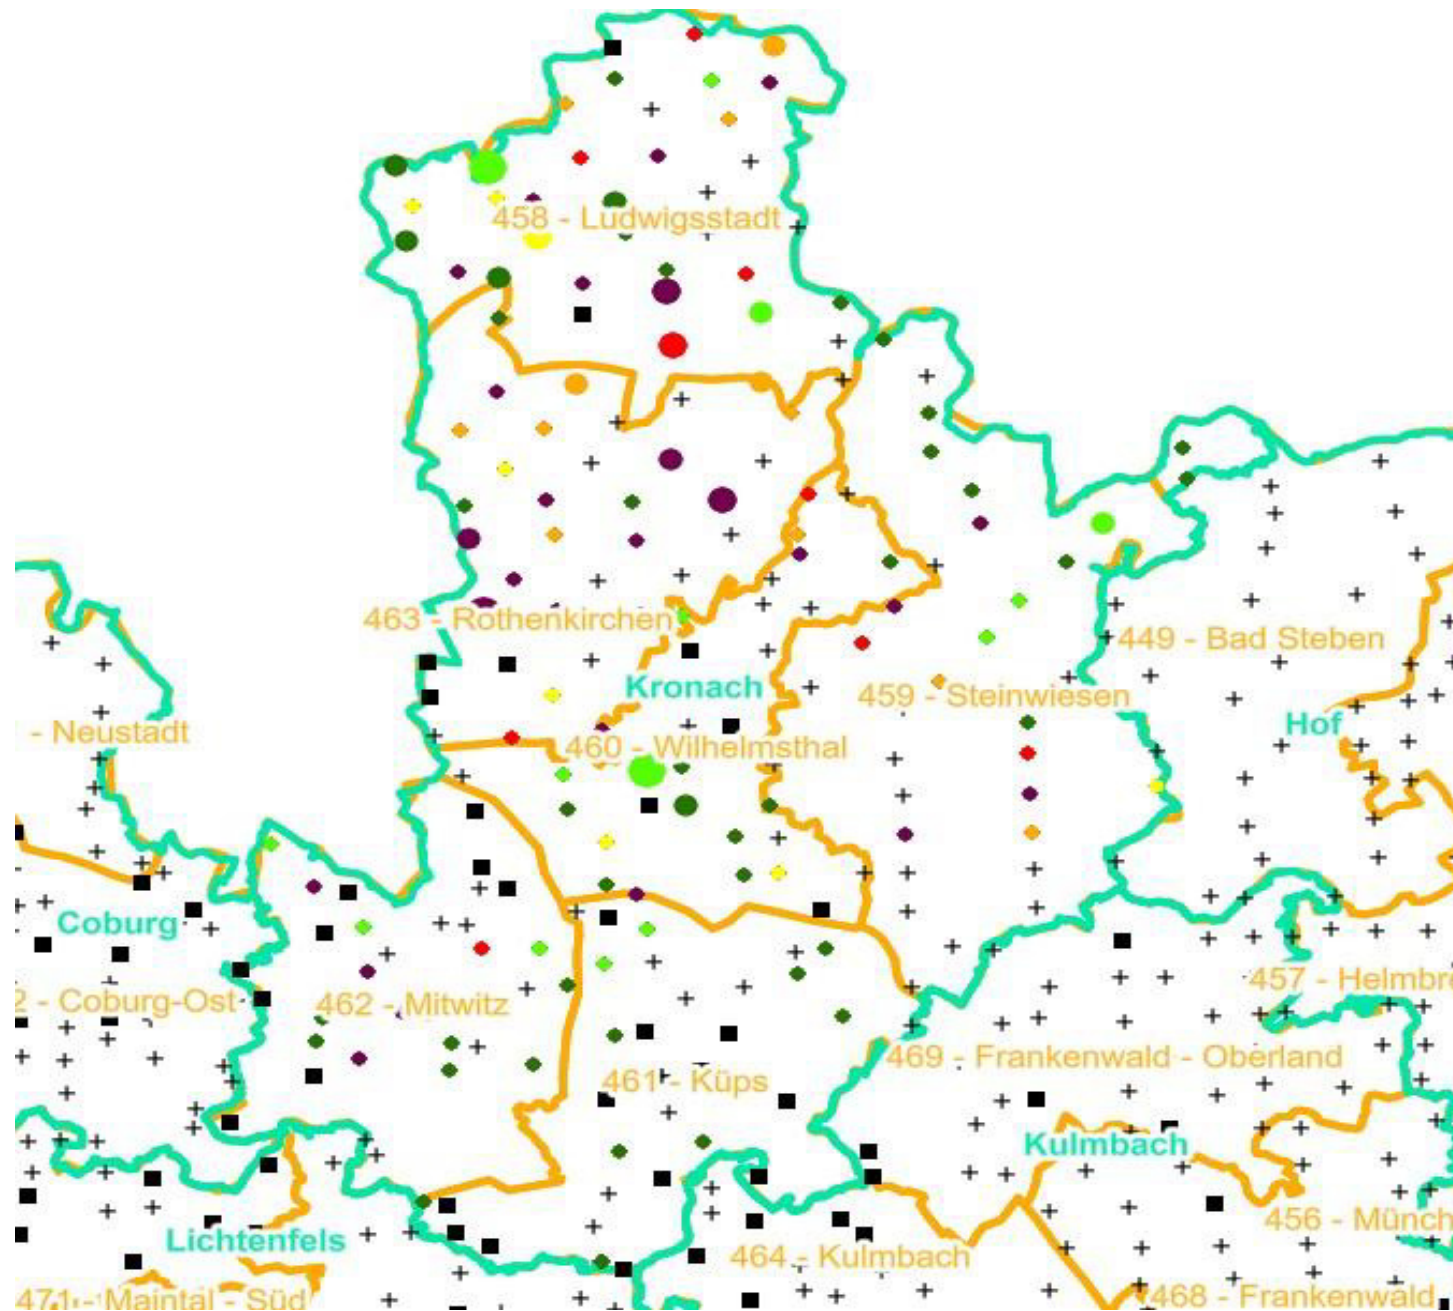 458 - Ludwigsstadt
463 - Rothenkirchen
449 - Bad Steben
Kronach
459 - Steinwiesen
Hof
- Neustadt
460 - Wilhelmsthal
Coburg
457 - Helmbre
2 - Coburg-Ost
462 - Mitwitz
469 - Frankenwald - Oberland
461 - Küps
Kulmbach
456 - Münch
Lichtenfels
464 - Kulmbach
471 - Maintal - Süd
468 - Frankenwald